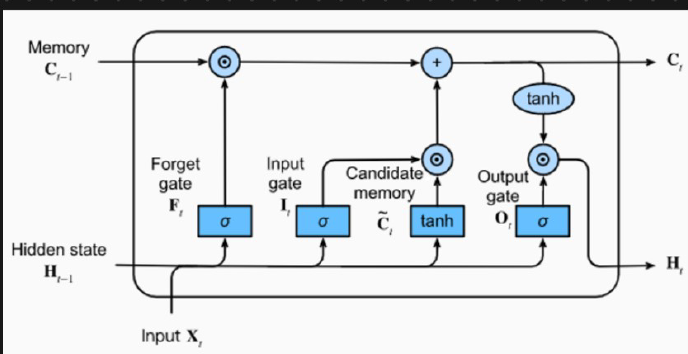 Memory
C_{t-1}
⊙
+
C_t
tanh
Forget
gate
F_t
Input
gate
I_t
Candidate
memory
C̃_t
⊙
Output
gate
O_t
⊙
σ
σ
tanh
σ
Hidden state
H_{t-1}
H_t
Input X_t